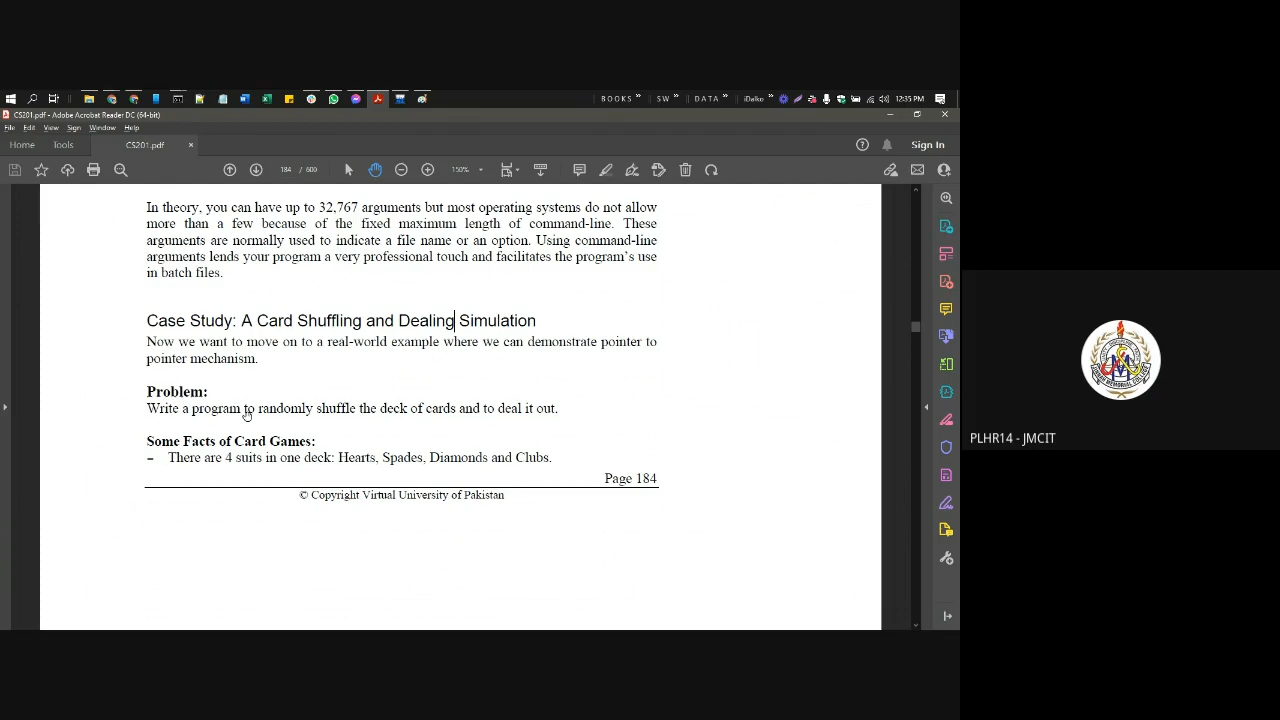 BOOKS
SW
DATA
iDalko
12:35 PM
CS201.pdf - Adobe Acrobat Reader DC (64-bit)
File Edit View Sign Window Help
Home Tools CS201.pdf × Sign In
184 / 600 150%
In theory, you can have up to 32,767 arguments but most operating systems do not allow
more than a few because of the fixed maximum length of command-line. These
arguments are normally used to indicate a file name or an option. Using command-line
arguments lends your program a very professional touch and facilitates the program's use
in batch files.
Case Study: A Card Shuffling and Dealing Simulation
Now we want to move on to a real-world example where we can demonstrate pointer to
pointer mechanism.
Problem:
Write a program to randomly shuffle the deck of cards and to deal it out.
Some Facts of Card Games:
– There are 4 suits in one deck: Hearts, Spades, Diamonds and Clubs.
Page 184
© Copyright Virtual University of Pakistan
PLHR14 - JMCIT